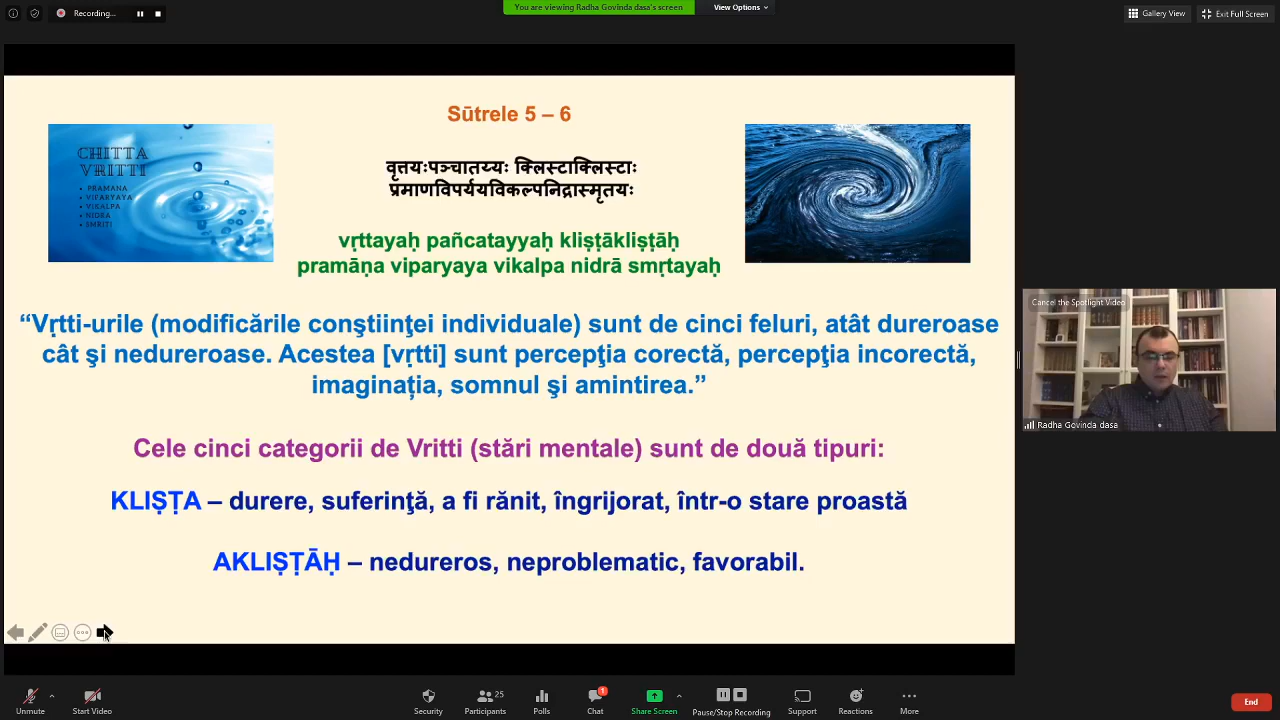 Recording...
You are viewing Radha Govinda dasa's screen
View Options
Gallery View
Exit Full Screen
Sūtrele 5 – 6
CHITTA
VRITTI
• PRAMANA
• VIPARYAYA
• VIKALPA
• NIDRA
• SMRITI
वृत्तयःपञ्चातय्यः क्लिस्टाक्लिस्टाः
प्रमाणविपर्ययविकल्पनिद्रास्मृतयः
vṛttayaḥ pañcatayyaḥ kliṣṭākliṣṭāḥ
pramāṇa viparyaya vikalpa nidrā smṛtayaḥ
“Vṛtti-urile (modificările conştiinţei individuale) sunt de cinci feluri, atât dureroase
cât şi nedureroase. Acestea [vṛtti] sunt percepţia corectă, percepţia incorectă,
imaginația, somnul şi amintirea.”
Cele cinci categorii de Vritti (stări mentale) sunt de două tipuri:
KLIṢṬA – durere, suferinţă, a fi rănit, îngrijorat, într-o stare proastă
AKLIṢṬĀḤ – nedureros, neproblematic, favorabil.
Cancel the Spotlight Video
Radha Govinda dasa
Unmute
Start Video
Security
Participants
25
Polls
Chat
1
Share Screen
Pause/Stop Recording
Support
Reactions
More
End